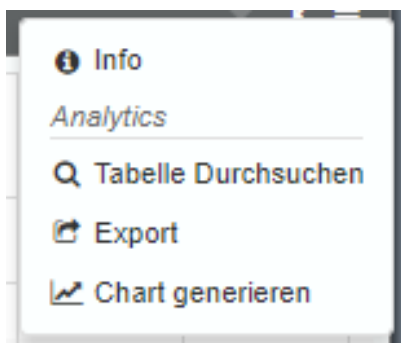 Info
Analytics
Tabelle Durchsuchen
Export
Chart generieren